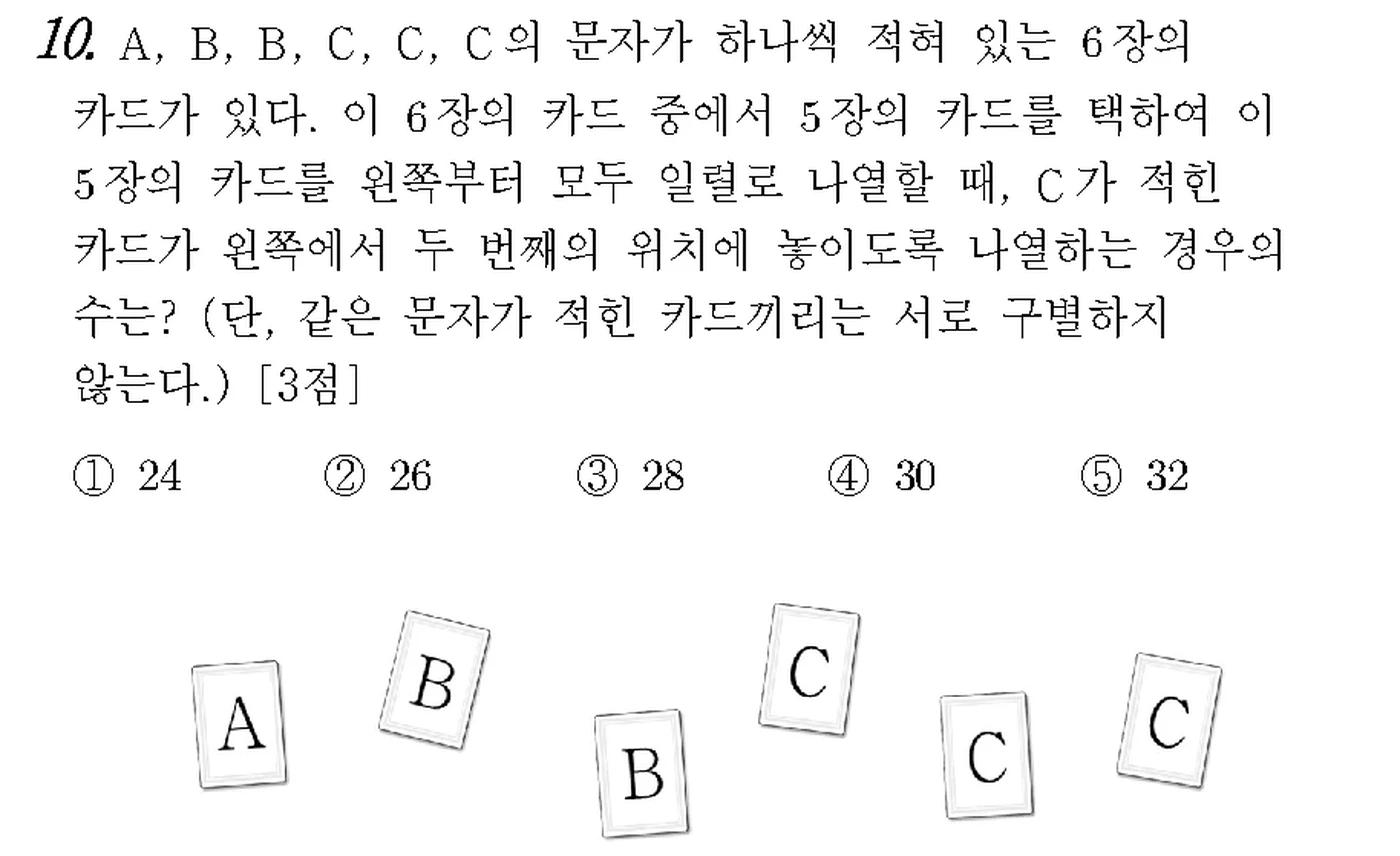 10. A, B, B, C, C, C의 문자가 하나씩 적혀 있는 6장의
카드가 있다. 이 6장의 카드 중에서 5장의 카드를 택하여 이
5장의 카드를 왼쪽부터 모두 일렬로 나열할 때, C가 적힌
카드가 왼쪽에서 두 번째의 위치에 놓이도록 나열하는 경우의
수는? (단, 같은 문자가 적힌 카드끼리는 서로 구별하지
않는다.) [3점]
① 24 ② 26 ③ 28 ④ 30 ⑤ 32
A B B C C C